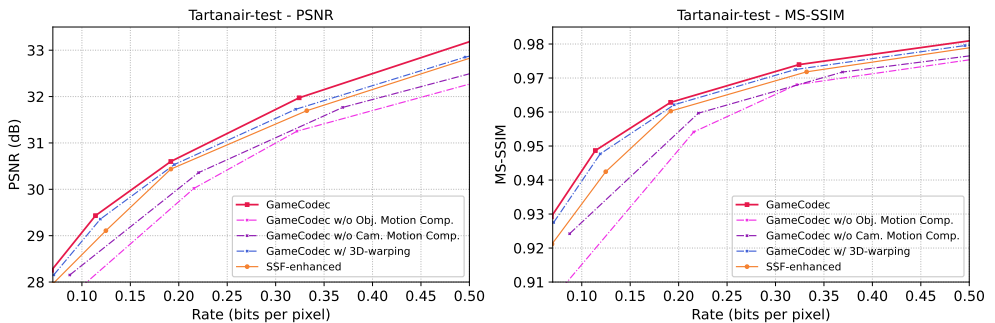 Tartanair-test - PSNR
PSNR (dB)
33
32
31
30
29
28
0.10 0.15 0.20 0.25 0.30 0.35 0.40 0.45 0.50
Rate (bits per pixel)
GameCodec
GameCodec w/o Obj. Motion Comp.
GameCodec w/o Cam. Motion Comp.
GameCodec w/ 3D-warping
SSF-enhanced
Tartanair-test - MS-SSIM
MS-SSIM
0.98
0.97
0.96
0.95
0.94
0.93
0.92
0.91
0.10 0.15 0.20 0.25 0.30 0.35 0.40 0.45 0.50
Rate (bits per pixel)
GameCodec
GameCodec w/o Obj. Motion Comp.
GameCodec w/o Cam. Motion Comp.
GameCodec w/ 3D-warping
SSF-enhanced